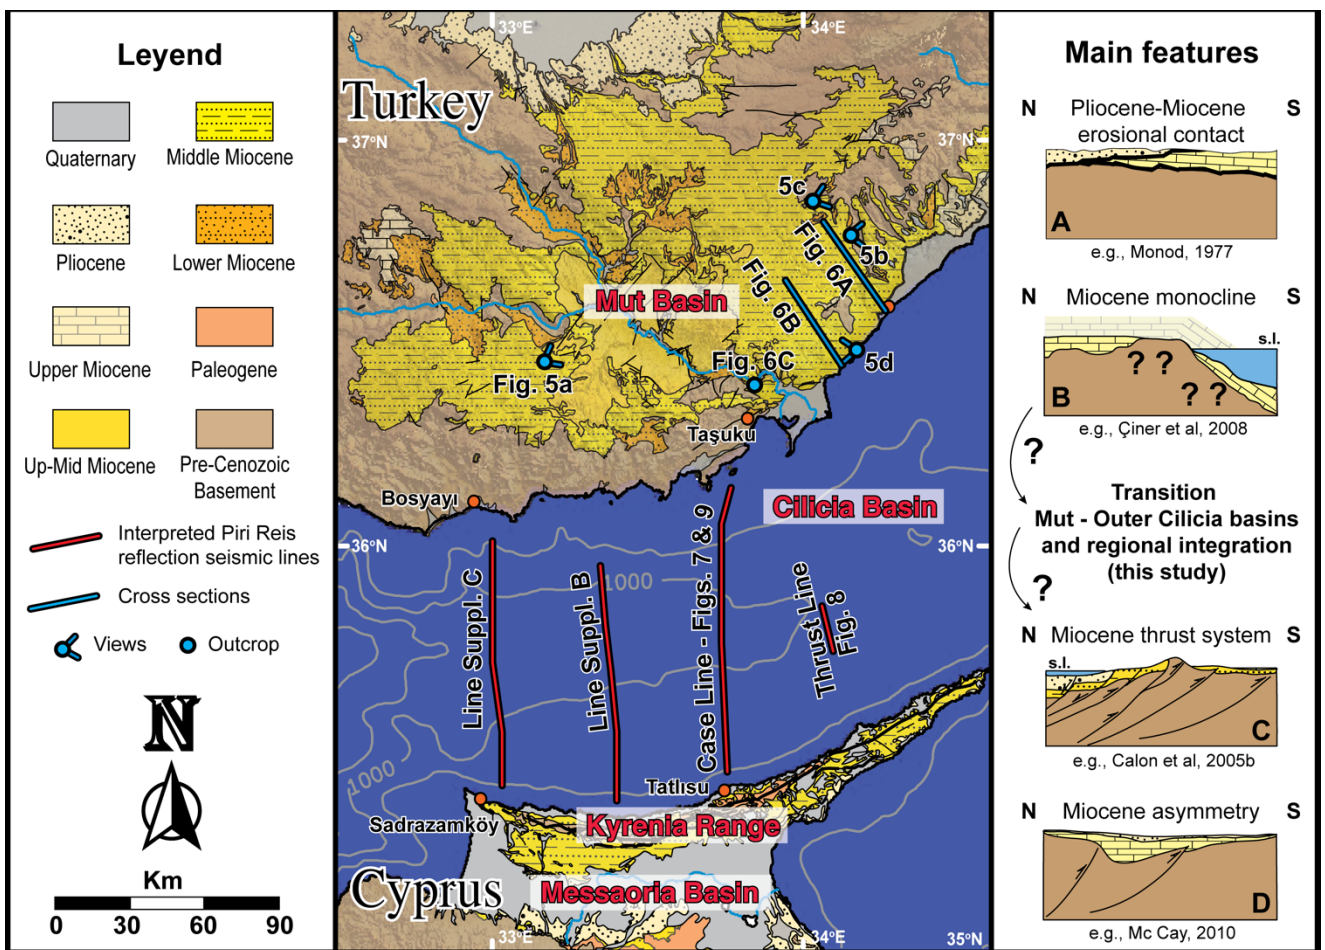 Leyend
Quaternary
Middle Miocene
Pliocene
Lower Miocene
Upper Miocene
Paleogene
Up-Mid Miocene
Pre-Cenozoic
Basement
Interpreted Piri Reis
reflection seismic lines
Cross sections
Views
Outcrop
N
Km
0 30 60 90
33°E
34°E
Turkey
37°N
37°N
5c
5b
Fig. 6A
Fig. 6B
Mut Basin
Fig. 5a
Fig. 6C
5d
Taşuku
Bosyayı
Cilicia Basin
36°N
36°N
1000
Line Suppl. C
Line Suppl. B
Case Line - Figs. 7 & 9
Thrust Line
Fig. 8
1000
Tatlısu
Sadrazamköy
Kyrenia Range
Cyprus
Messaoria Basin
33°E
34°E
35°N
Main features
N Pliocene-Miocene S
erosional contact
A
e.g., Monod, 1977
N Miocene monocline S
s.l.
? ?
? ?
B
e.g., Çiner et al, 2008
?
Transition
Mut - Outer Cilicia basins
and regional integration
(this study)
?
N Miocene thrust system S
s.l.
C
e.g., Calon et al, 2005b
N Miocene asymmetry S
D
e.g., Mc Cay, 2010